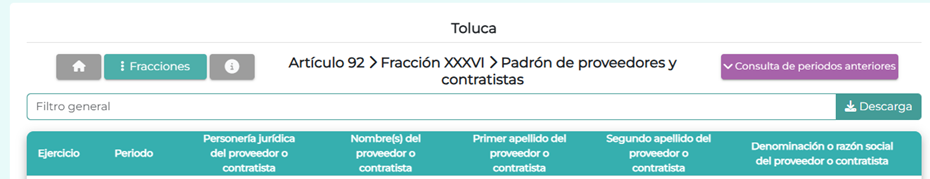 Toluca
Fracciones
Artículo 92 > Fracción XXXVI > Padrón de proveedores y
contratistas
Consulta de periodos anteriores
Filtro general
Descarga
Ejercicio
Periodo
Personería jurídica
del proveedor o
contratista
Nombre(s) del
proveedor o
contratista
Primer apellido del
proveedor o
contratista
Segundo apellido del
proveedor o
contratista
Denominación o razón social
del proveedor o contratista